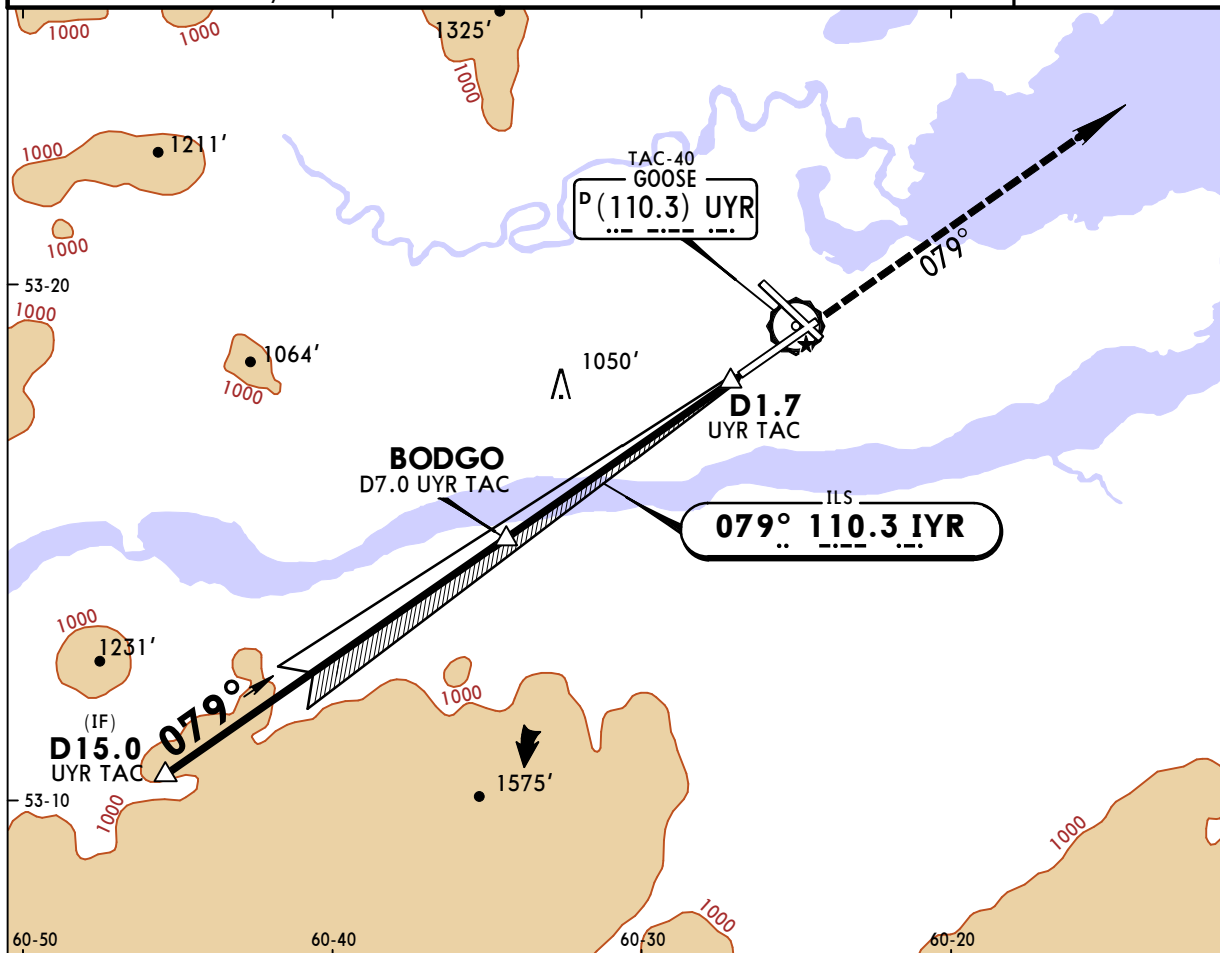 1000
1000
1325′
1000
1000
1211′
1000
TAC-40
GOOSE
D (110.3) UYR
53-20
079°
1064′
1000
1050′
D1.7
UYR TAC
BODGO
D7.0 UYR TAC
ILS
079° 110.3 IYR
1000
1231′
079°
(IF)
D15.0
UYR TAC
1000
1575′
53-10
1000
1000
1000
60-50
60-40
60-30
60-20